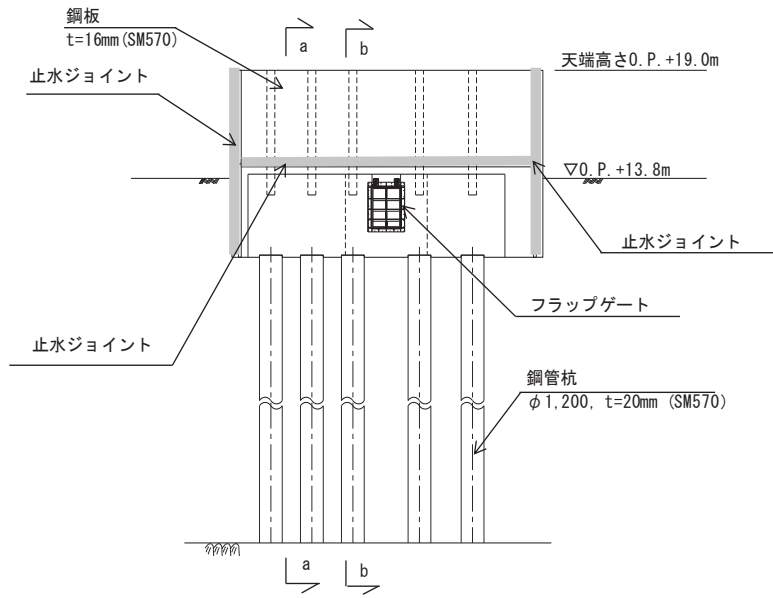 鋼板
t=16mm(SM570)
a
b
天端高さO.P.+19.0m
止水ジョイント
▽O.P.+13.8m
止水ジョイント
フラップゲート
止水ジョイント
鋼管杭
φ1,200, t=20mm (SM570)
a
b